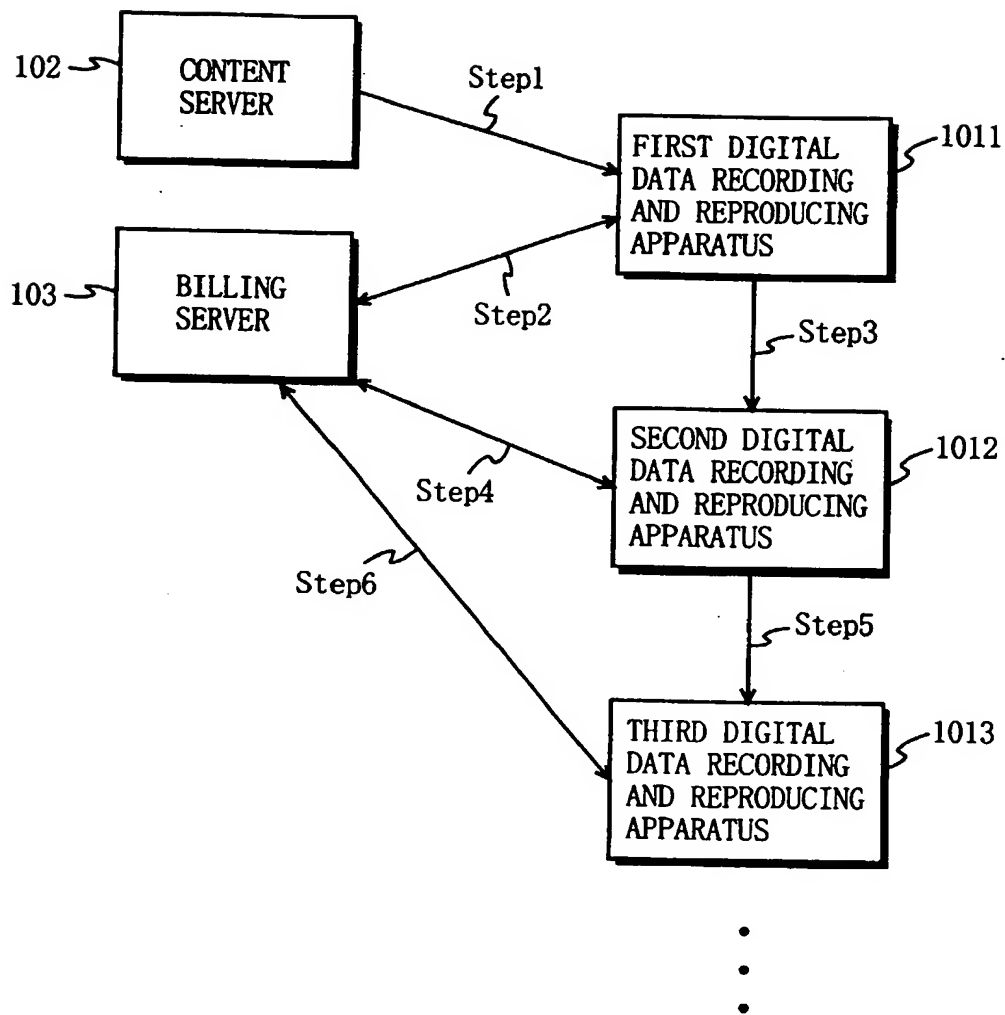 102
CONTENT
SERVER
Step1
FIRST DIGITAL
DATA RECORDING
AND REPRODUCING
APPARATUS
1011
103
BILLING
SERVER
Step2
Step3
Step4
SECOND DIGITAL
DATA RECORDING
AND REPRODUCING
APPARATUS
1012
Step6
Step5
THIRD DIGITAL
DATA RECORDING
AND REPRODUCING
APPARATUS
1013